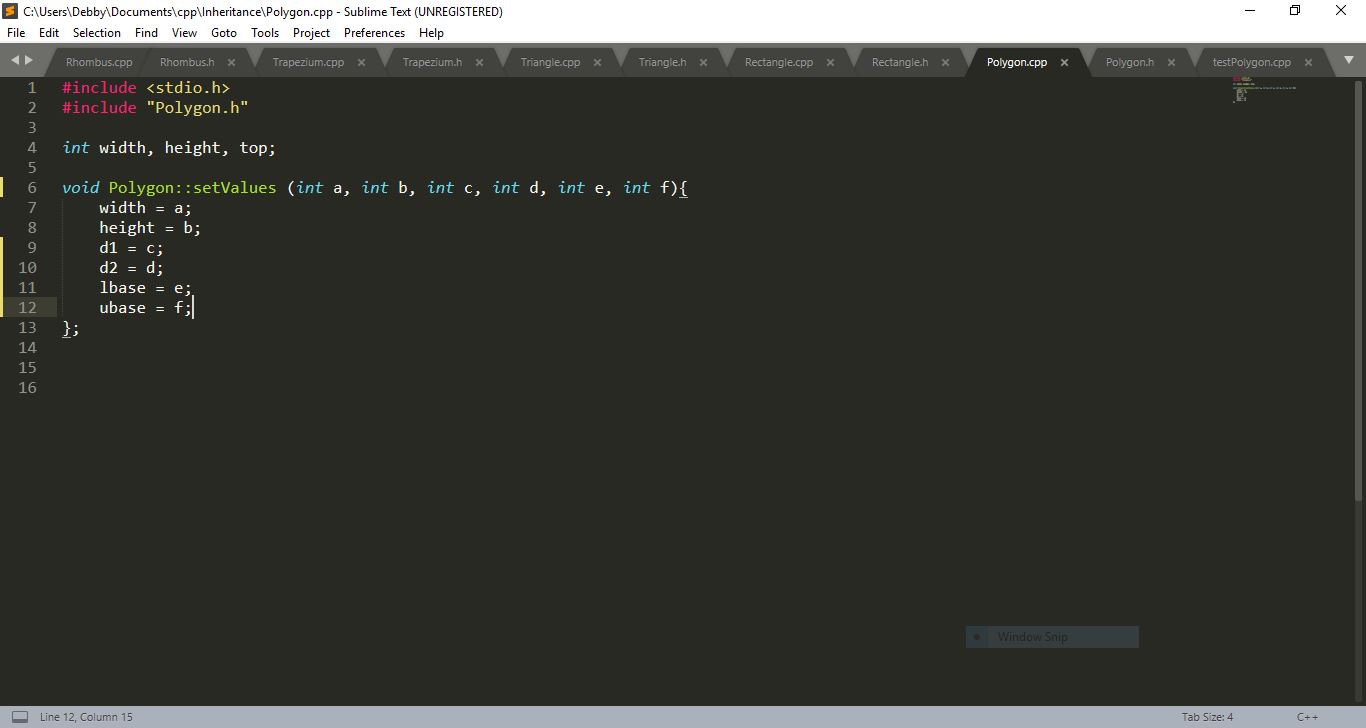 C:\Users\Debby\Documents\cpp\Inheritance\Polygon.cpp - Sublime Text (UNREGISTERED)
File Edit Selection Find View Goto Tools Project Preferences Help
Rhombus.cpp Rhombus.h Trapezium.cpp Trapezium.h Triangle.cpp Triangle.h Rectangle.cpp Rectangle.h Polygon.cpp Polygon.h testPolygon.cpp
1 #include <stdio.h>
2 #include "Polygon.h"
3
4 int width, height, top;
5
6 void Polygon::setValues (int a, int b, int c, int d, int e, int f){
7 width = a;
8 height = b;
9 d1 = c;
10 d2 = d;
11 lbase = e;
12 ubase = f;
13 };
14
15
16
Window Snip
Line 12, Column 15 Tab Size: 4 C++